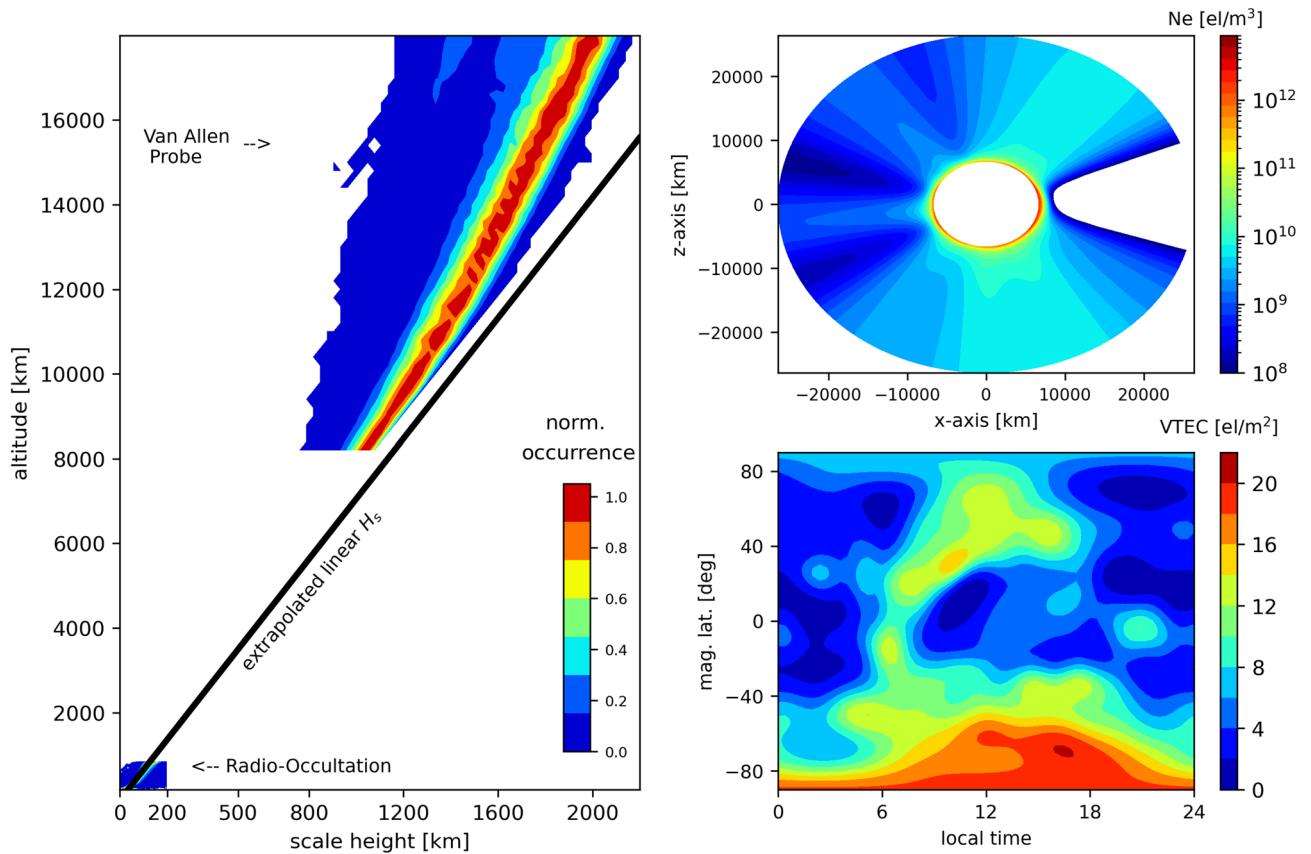 altitude [km]
16000
14000
12000
10000
8000
6000
4000
2000
Van Allen -->
Probe
norm.
occurrence
1.0
0.8
0.6
0.4
0.2
0.0
extrapolated linear Hₛ
<-- Radio-Occultation
0 200 500 800 1200 1600 2000
scale height [km]
Ne [el/m³]
z-axis [km]
20000
10000
0
−10000
−20000
−20000 −10000 0 10000 20000
x-axis [km]
10¹²
10¹¹
10¹⁰
10⁹
10⁸
VTEC [el/m²]
mag. lat. [deg]
80
40
0
−40
−80
0 6 12 18 24
local time
20
16
12
8
4
0